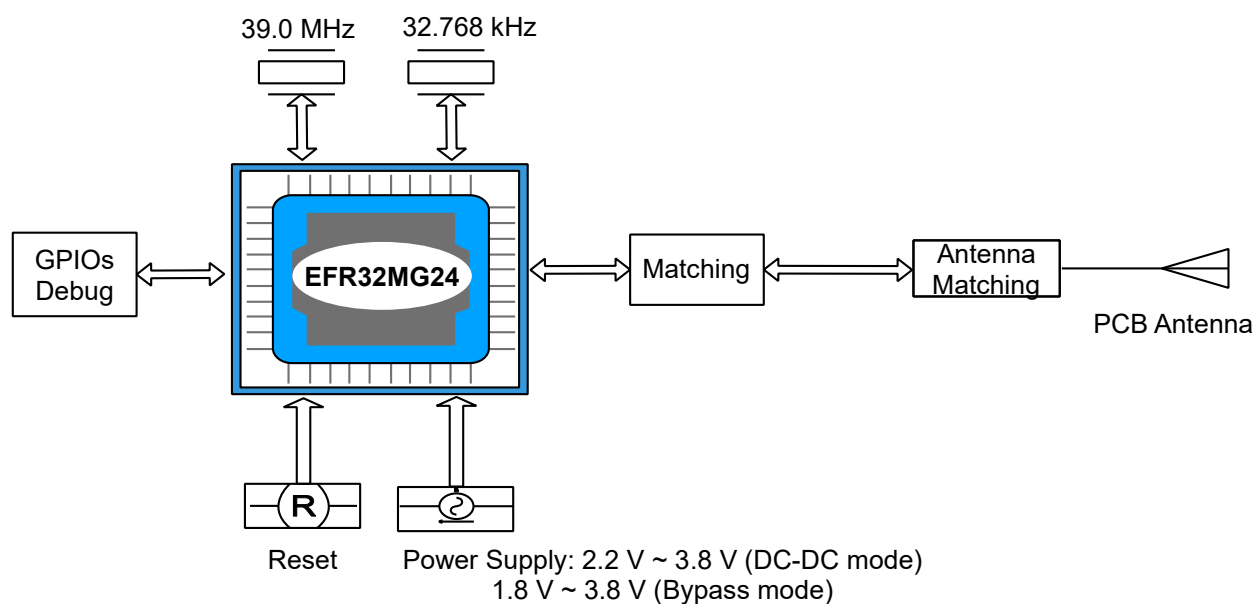 39.0 MHz
32.768 kHz
GPIOs
Debug
EFR32MG24
Matching
Antenna
Matching
PCB Antenna
R
Reset
Power Supply: 2.2 V ~ 3.8 V (DC-DC mode)
1.8 V ~ 3.8 V (Bypass mode)